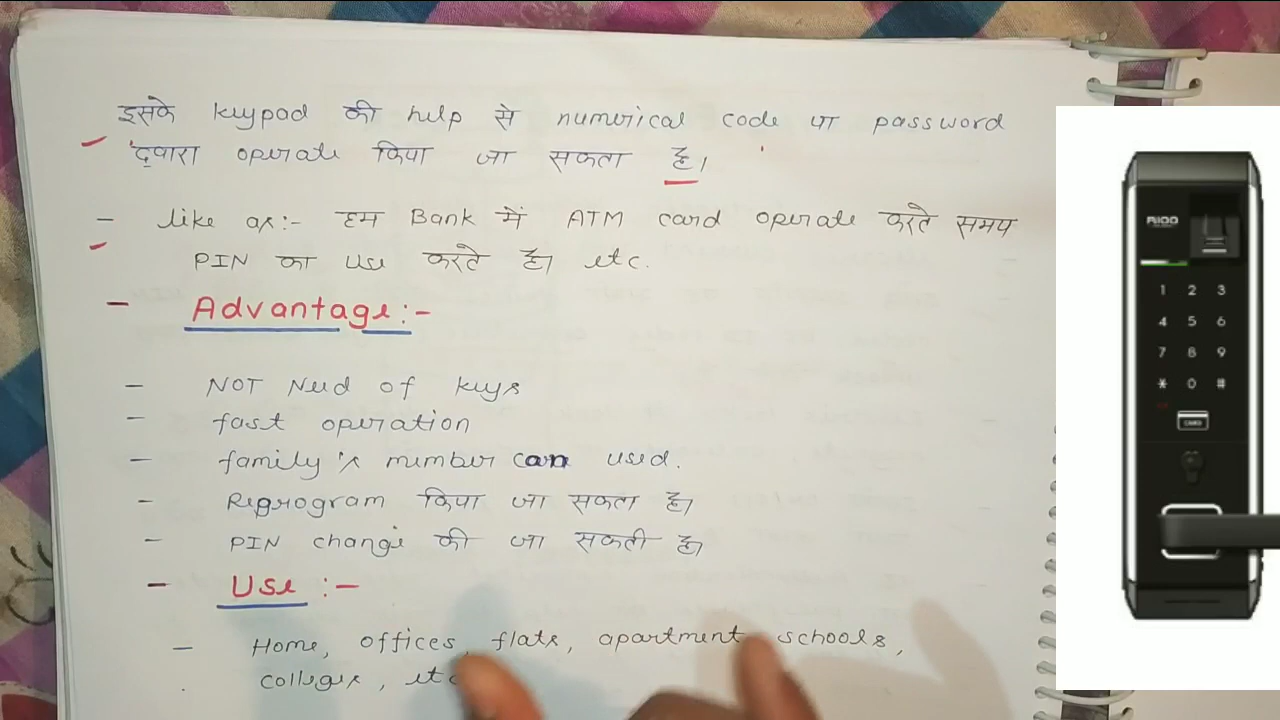 इसके keypad की help से numerical code या password
द्वारा operate किया जा सकता है।
- like as:- हम Bank में ATM card operate करते समय
PIN का use करते है। etc.
- Advantage:-
- NOT Need of keys
- fast operation
- family's member can used.
- Reprogram किया जा सकता है।
- PIN change की जा सकती है।
- Use :-
- Home, offices, flats, apartment schools,
colleges, etc
1 2 3
4 5 6
7 8 9
* 0 #
CARD